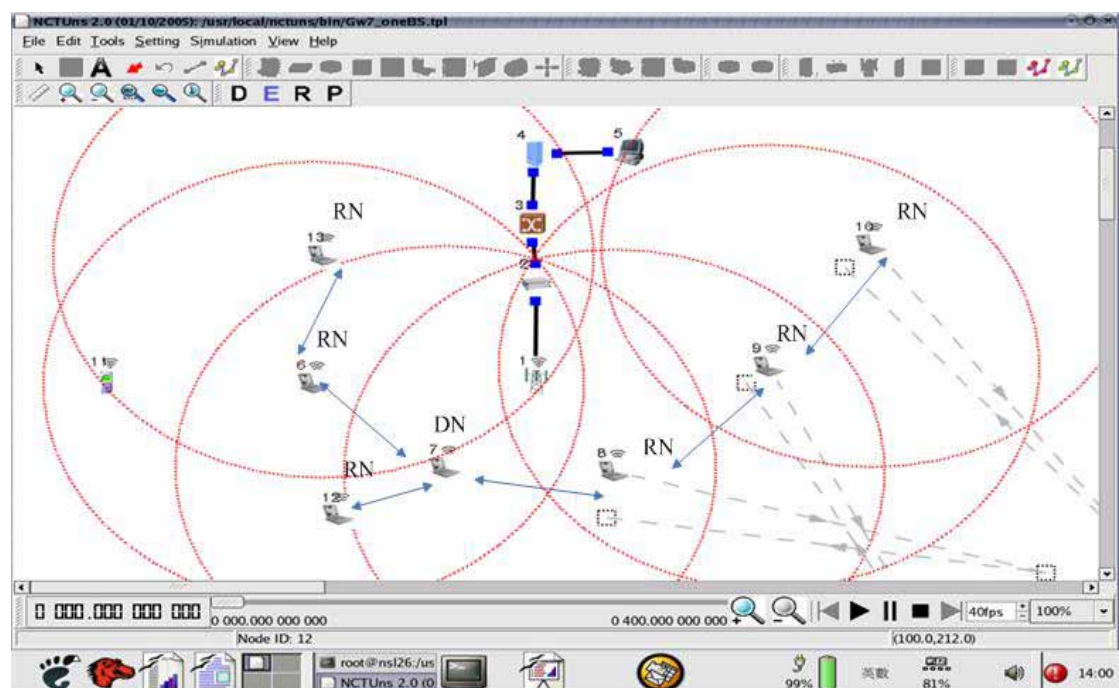 NCTUns 2.0 (01/10/2005): /usr/local/nctuns/bin/Gw7_oneBS.tpl
File Edit Tools Setting Simulation View Help
A
D E R P
4 5
RN
3
RN
13
10
2
RN
RN
11
6
1
9
DN
7
RN
8
RN
12
0 000.000 000 000
0 000.000 000 000
0 400.000 000 000
40fps
100%
Node ID: 12
(100.0,212.0)
root@nsl26:/us
NCTUns 2.0 (0
99%
英數
81%
14:00